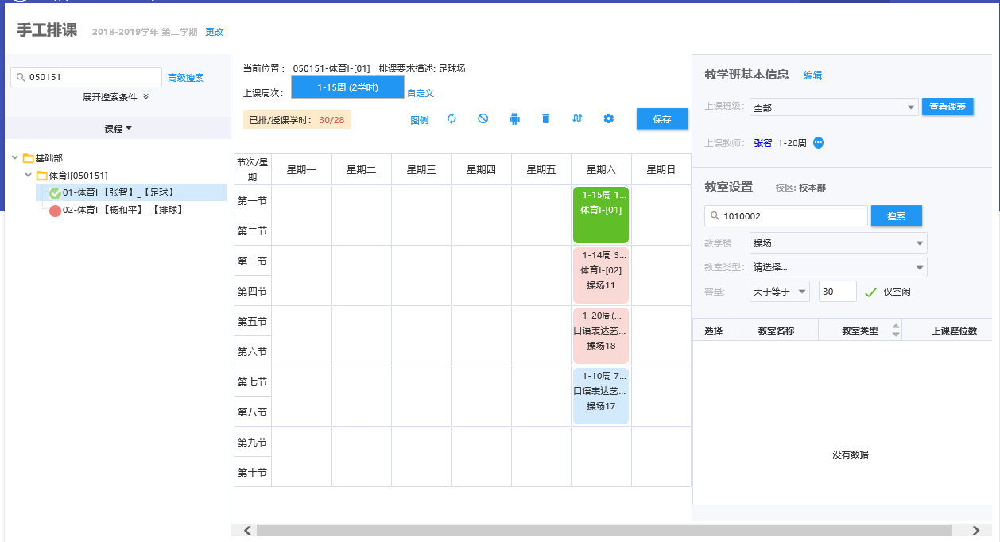 手工排课 2018-2019学年 第二学期 更改
050151 高级搜索
展开搜索条件
课程
基础部
体育I[050151]
01-体育I 【张智】_【足球】
02-体育I 【杨和平】_【排球】
当前位置： 050151-体育I-[01] 排课要求描述: 足球场
上课周次: 1-15周 (2学时) 自定义
已排/授课学时: 30/28 图例 保存
节次/星期 星期一 星期二 星期三 星期四 星期五 星期六 星期日
第一节
第二节
第三节
第四节
第五节
第六节
第七节
第八节
第九节
第十节
1-15周 1...
体育I-[01]
1-14周 3...
体育I-[02]
操场11
1-20周(...
口语表达艺...
操场18
1-10周 7...
口语表达艺...
操场17
教学班基本信息 编辑
上课班级: 全部 查看课表
上课教师: 张智 1-20周
教室设置 校区: 校本部
1010002 搜索
教学楼: 操场
教室类型: 请选择...
容量: 大于等于 30 仅空闲
选择 教室名称 教室类型 上课座位数
没有数据